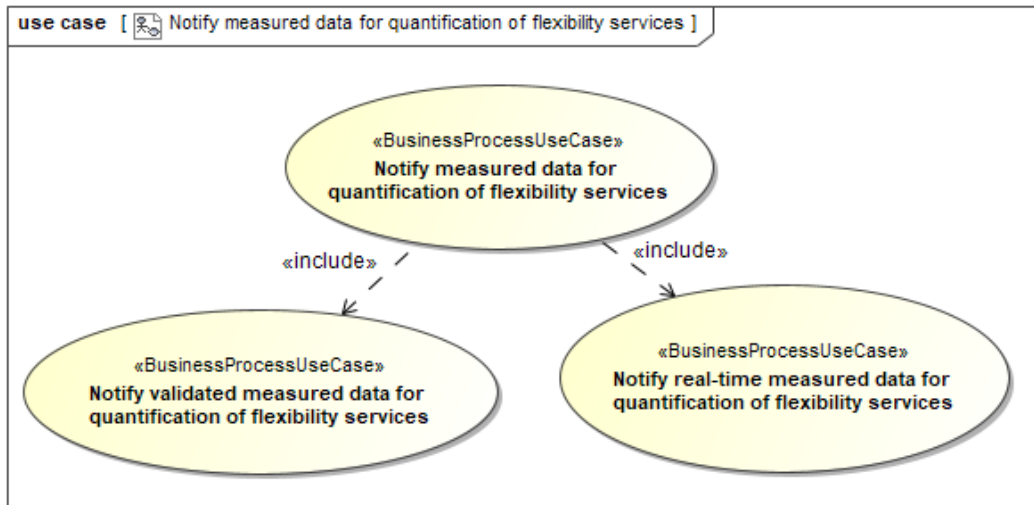 use case [ Notify measured data for quantification of flexibility services ]
«BusinessProcessUseCase»
Notify measured data for
quantification of flexibility services
«include»
«include»
«BusinessProcessUseCase»
Notify validated measured data for
quantification of flexibility services
«BusinessProcessUseCase»
Notify real-time measured data for
quantification of flexibility services